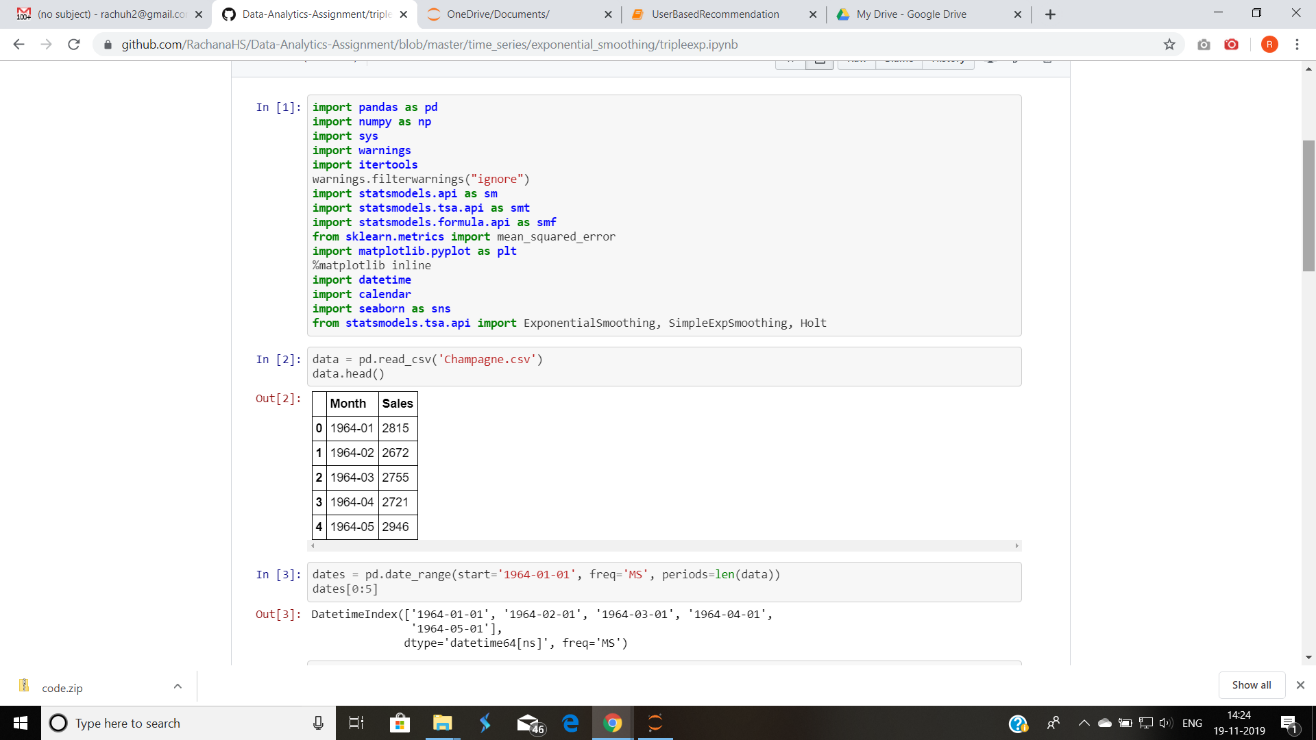 (no subject) - rachuh2@gmail.co
Data-Analytics-Assignment/triple
OneDrive/Documents/
UserBasedRecommendation
My Drive - Google Drive
github.com/RachanaHS/Data-Analytics-Assignment/blob/master/time_series/exponential_smoothing/tripleexp.ipynb
R
In [1]:
import pandas as pd
import numpy as np
import sys
import warnings
import itertools
warnings.filterwarnings("ignore")
import statsmodels.api as sm
import statsmodels.tsa.api as smt
import statsmodels.formula.api as smf
from sklearn.metrics import mean_squared_error
import matplotlib.pyplot as plt
%matplotlib inline
import datetime
import calendar
import seaborn as sns
from statsmodels.tsa.api import ExponentialSmoothing, SimpleExpSmoothing, Holt
In [2]:
data = pd.read_csv('Champagne.csv')
data.head()
Out[2]:
Month Sales
0 1964-01 2815
1 1964-02 2672
2 1964-03 2755
3 1964-04 2721
4 1964-05 2946
In [3]:
dates = pd.date_range(start='1964-01-01', freq='MS', periods=len(data))
dates[0:5]
Out[3]:
DatetimeIndex(['1964-01-01', '1964-02-01', '1964-03-01', '1964-04-01',
'1964-05-01'],
dtype='datetime64[ns]', freq='MS')
code.zip
Show all
Type here to search
46
ENG
14:24
19-11-2019
1